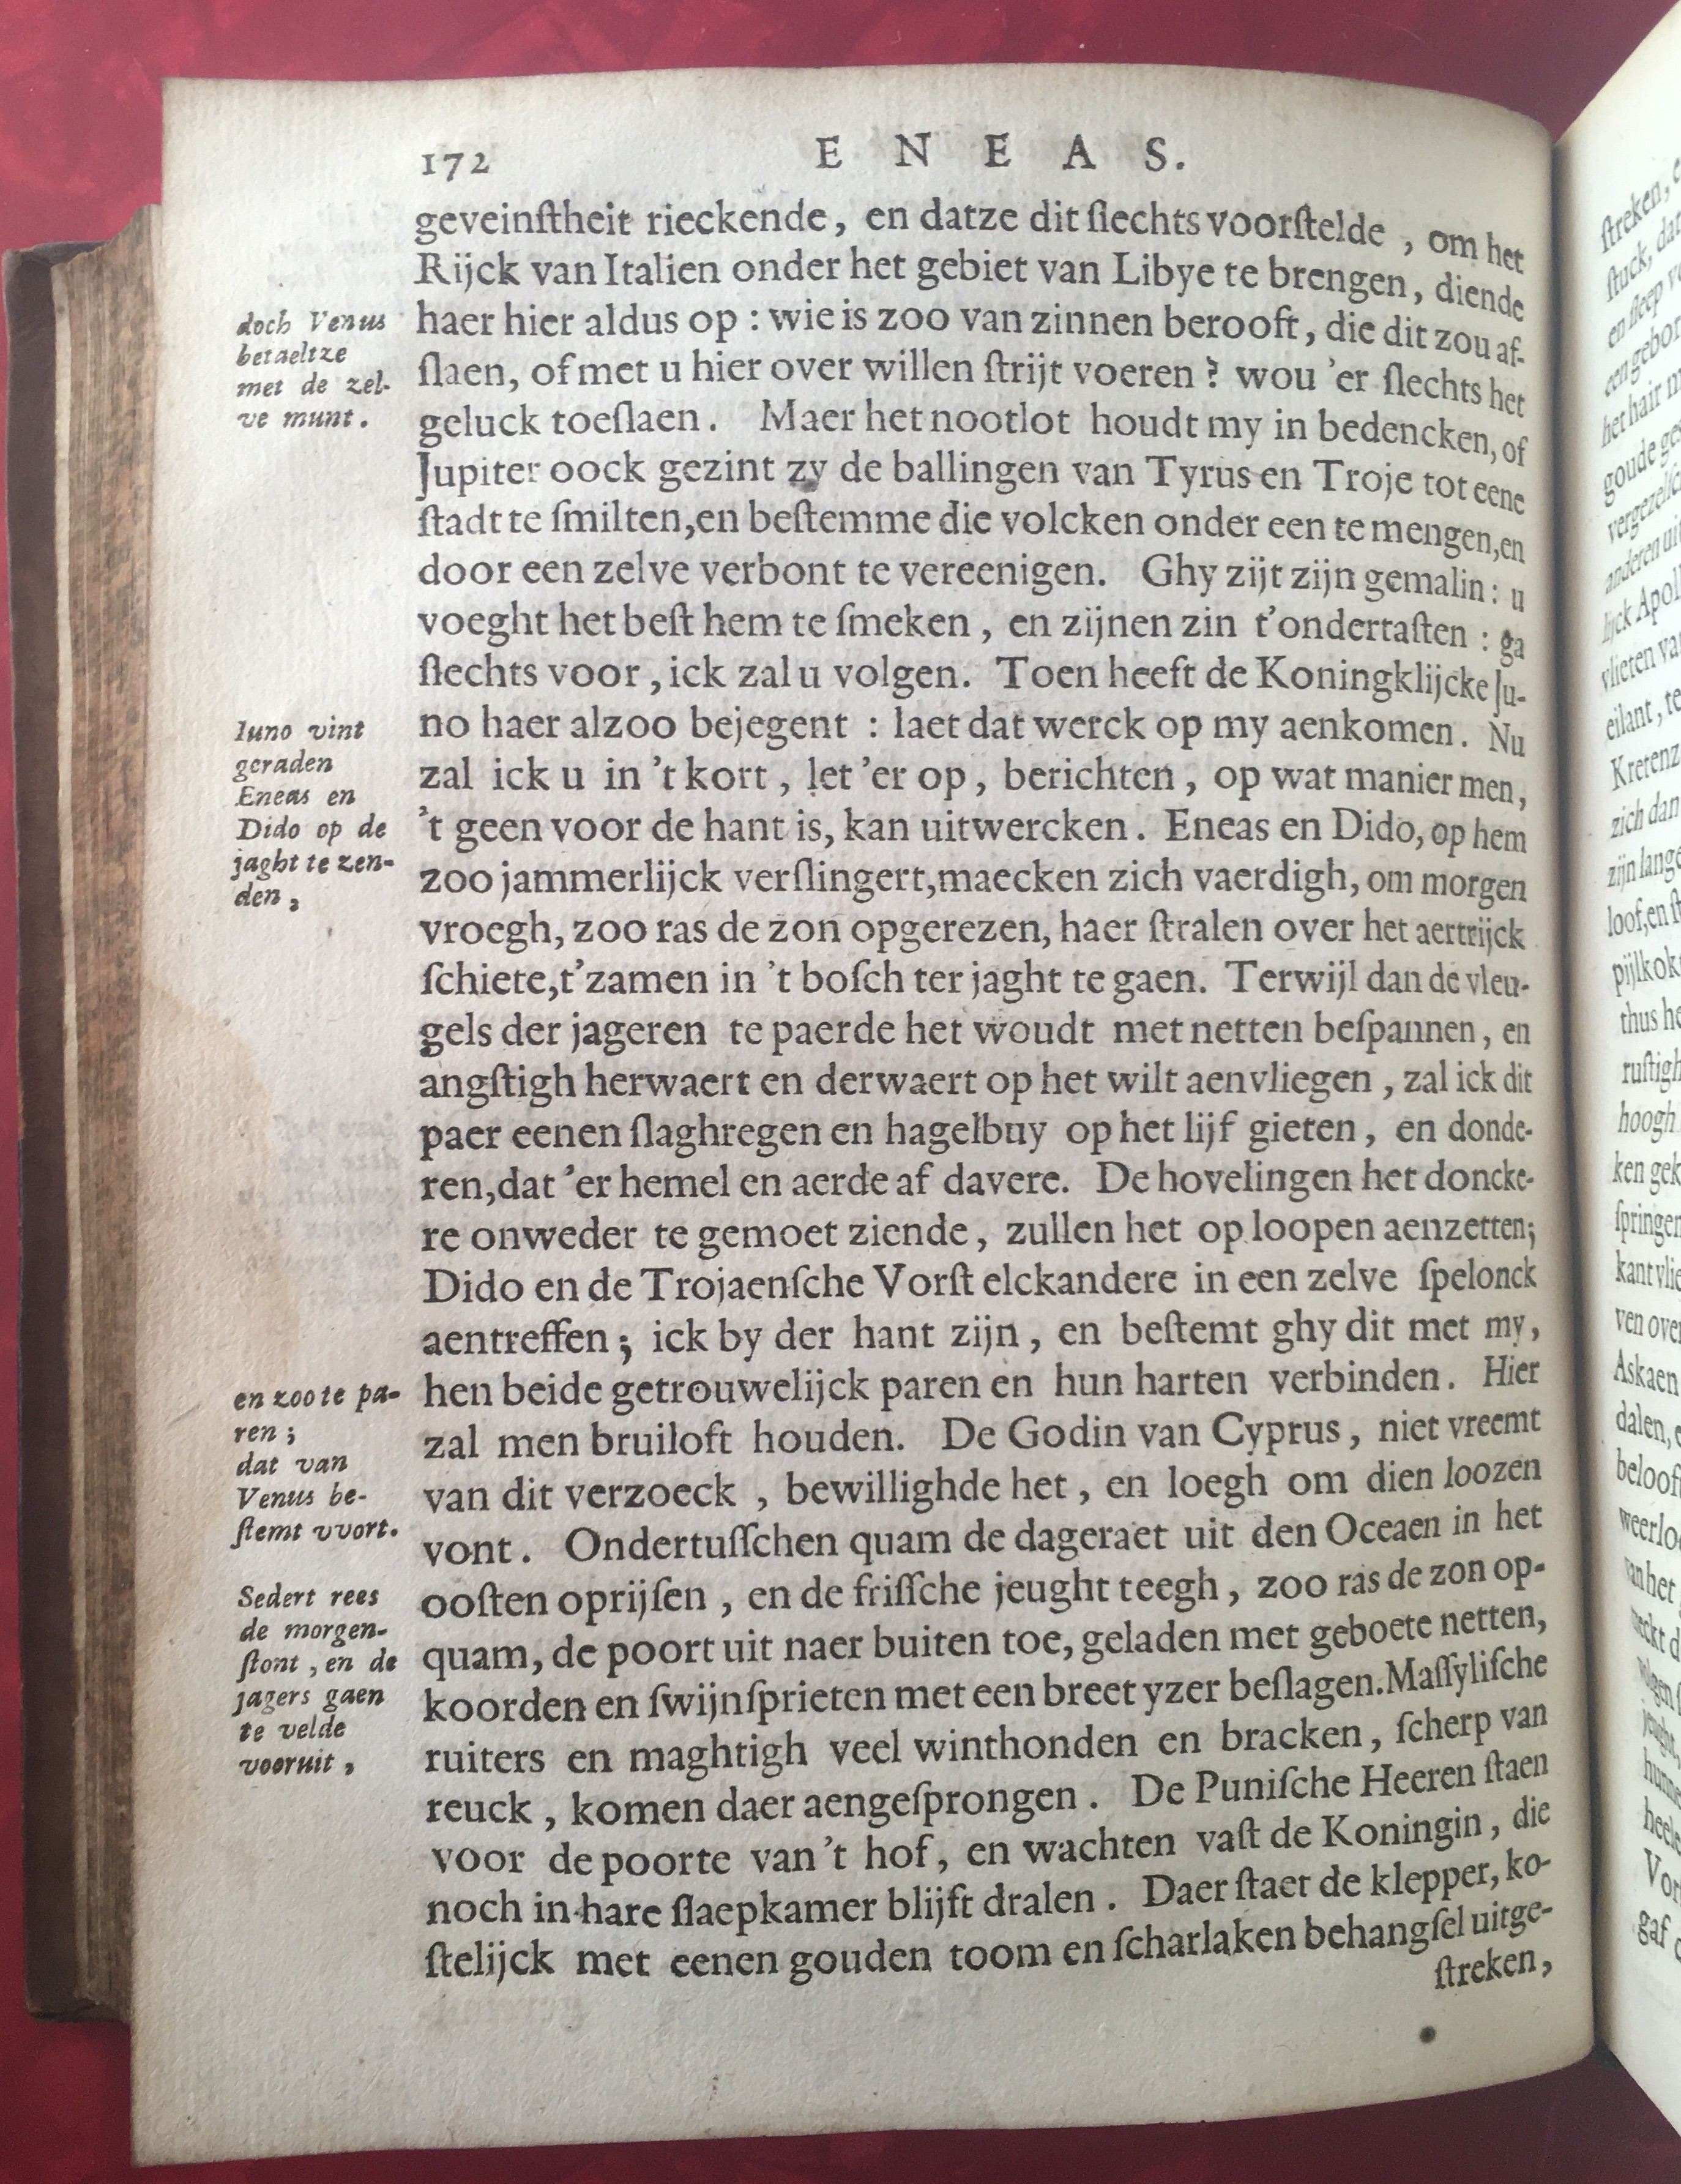 172
E N E A S.
geveinſtheit rieckende, en datze dit ſlechts voorſtelde, om het
Rijck van Italien onder het gebiet van Libye te brengen, diende
haer hier aldus op : wie is zoo van zinnen berooft, die dit zou af-
ſlaen, of met u hier over willen ſtrijt voeren ? wou 'er ſlechts het
geluck toeſlaen. Maer het nootlot houdt my in bedencken, of
Jupiter oock gezint zy de ballingen van Tyrus en Troje tot eene
ſtadt te ſmilten, en beſtemme die volcken onder een te mengen, en
door een zelve verbont te vereenigen. Ghy zijt zijn gemalin : u
voeght het beſt hem te ſmeken, en zijnen zin t'ondertaſten : ga
ſlechts voor, ick zal u volgen. Toen heeft de Koningklijcke Ju-
no haer alzoo bejegent : laet dat werck op my aenkomen. Nu
zal ick u in 't kort, let 'er op, berichten, op wat manier men,
't geen voor de hant is, kan uitwercken. Eneas en Dido, op hem
zoo jammerlijck verſlingert, maecken zich vaerdigh, om morgen
vroegh, zoo ras de zon opgerezen, haer ſtralen over het aertrijck
ſchiete, t'zamen in 't boſch ter jaght te gaen. Terwijl dan de vleu-
gels der jageren te paerde het woudt met netten beſpannen, en
angſtigh herwaert en derwaert op het wilt aenvliegen, zal ick dit
paer eenen ſlaghregen en hagelbuy op het lijf gieten, en donde-
ren, dat 'er hemel en aerde af davere. De hovelingen het doncke-
re onweder te gemoet ziende, zullen het op loopen aenzetten;
Dido en de Trojaenſche Vorſt elckandere in een zelve ſpelonck
aentreffen; ick by der hant zijn, en beſtemt ghy dit met my,
hen beide getrouwelijck paren en hun harten verbinden. Hier
zal men bruiloft houden. De Godin van Cyprus, niet vreemt
van dit verzoeck, bewillighde het, en loegh om dien loozen
vont. Ondertuſſchen quam de dageraet uit den Oceaen in het
ooſten oprijſen, en de friſſche jeught teegh, zoo ras de zon op-
quam, de poort uit naer buiten toe, geladen met geboete netten,
koorden en ſwijnſprieten met een breet yzer beſlagen. Maſſyliſche
ruiters en maghtigh veel winthonden en bracken, ſcherp van
reuck, komen daer aengeſprongen. De Puniſche Heeren ſtaen
voor de poorte van 't hof, en wachten vaſt de Koningin, die
noch in hare ſlaepkamer blijft dralen. Daer ſtaet de klepper, ko-
ſtelijck met eenen gouden toom en ſcharlaken behangſel uitge-
ſtreken,
doch Venus
betaeltze
met de zel-
ve munt.
Iuno vint
geraden
Eneas en
Dido op de
jaght te zen-
den,
en zoo te pa-
ren;
dat van
Venus be-
ſtemt vvort.
Sedert rees
de morgen-
ſtont, en de
jagers gaen
te velde
vooruit,